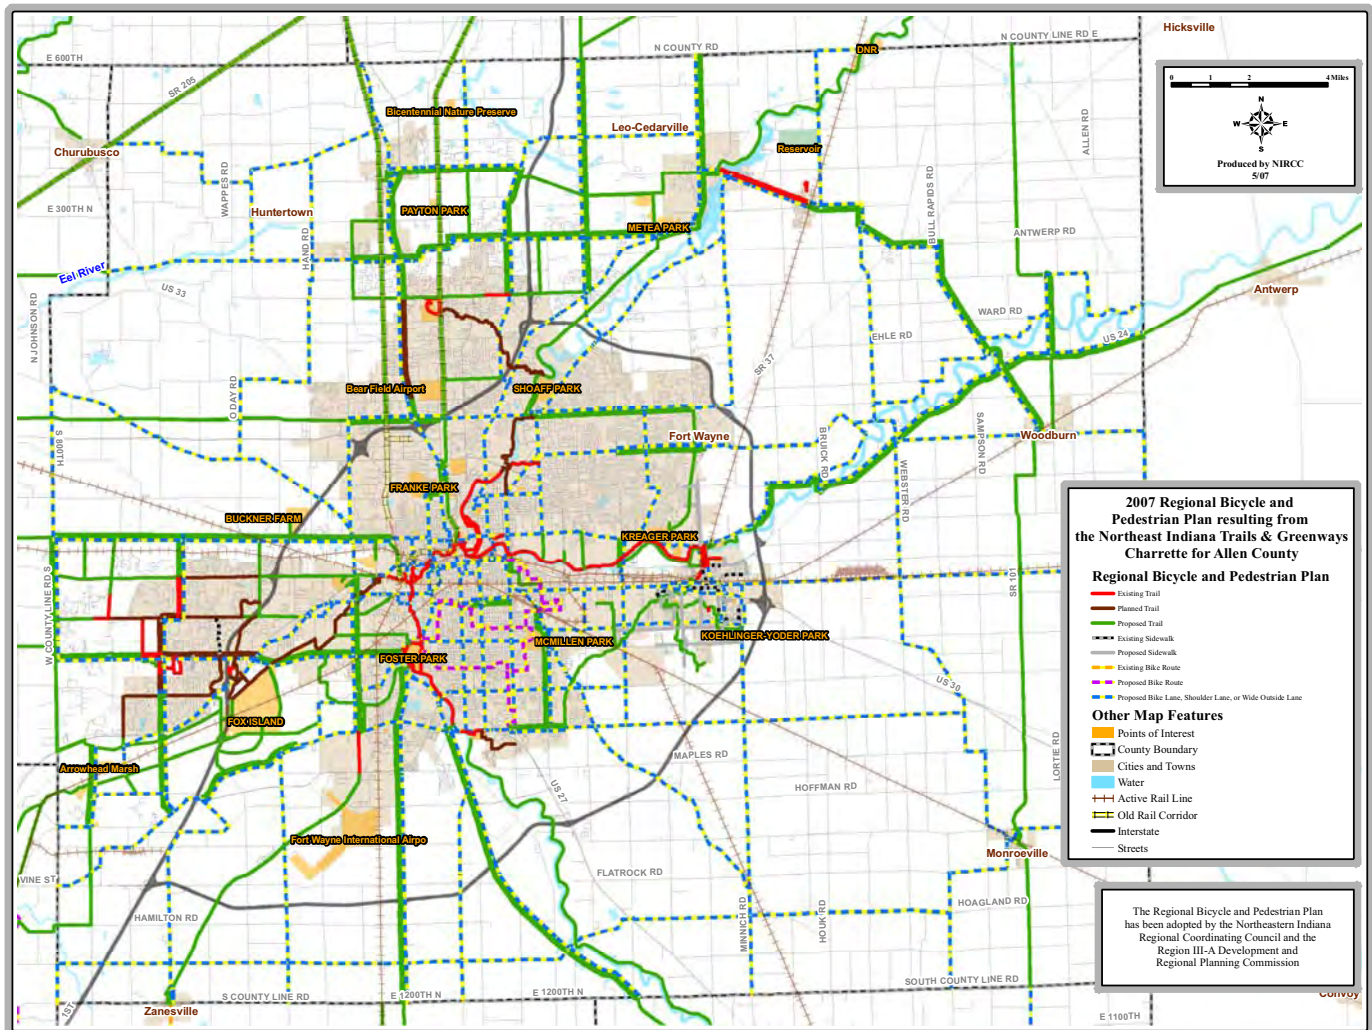 Hicksville
N COUNTY LINE RD E
N COUNTY RD
DNR
E 600TH
SR 205
Bicentennial Nature Preserve
Leo-Cedarville
Reservoir
ALLEN RD
0 1 2 4 Miles
N
W E
S
Produced by NIRCC
5/07
Churubusco
WAPPES RD
E 300TH N
Huntertown
HAND RD
PAYTON PARK
METEA PARK
BULL RAPIDS RD
ANTWERP RD
Eel River
US 33
N JOHNSON RD
Antwerp
WARD RD
EHLE RD
US 24
SR 37
O DAY RD
Bear Field Airport
SHOAFF PARK
S 800TH
Fort Wayne
BRUICK RD
SAMPSON RD
Woodburn
WEBSTER RD
FRANKE PARK
BUCKNER FARM
KREAGER PARK
2007 Regional Bicycle and
Pedestrian Plan resulting from
the Northeast Indiana Trails & Greenways
Charrette for Allen County
Regional Bicycle and Pedestrian Plan
Existing Trail
Planned Trail
Proposed Trail
Existing Sidewalk
Proposed Sidewalk
Existing Bike Route
Proposed Bike Route
Proposed Bike Lane, Shoulder Lane, or Wide Outside Lane
Other Map Features
Points of Interest
County Boundary
Cities and Towns
Water
Active Rail Line
Old Rail Corridor
Interstate
Streets
W COUNTY LINE RD S
SR 101
MCMILLEN PARK
KOEHLINGER-YODER PARK
FOSTER PARK
US 30
FOX ISLAND
LORTIE RD
MAPLES RD
Arrowhead Marsh
US 27
HOFFMAN RD
Fort Wayne International Airpo
Monroeville
VINE ST
FLATROCK RD
HAMILTON RD
MINNICH RD
HOUK RD
HOAGLAND RD
The Regional Bicycle and Pedestrian Plan
has been adopted by the Northeastern Indiana
Regional Coordinating Council and the
Region III-A Development and
Regional Planning Commission
SOUTH COUNTY LINE RD
S COUNTY LINE RD
E 1200TH N
E 1200TH N
Convoy
1ST
Zanesville
E 1100TH